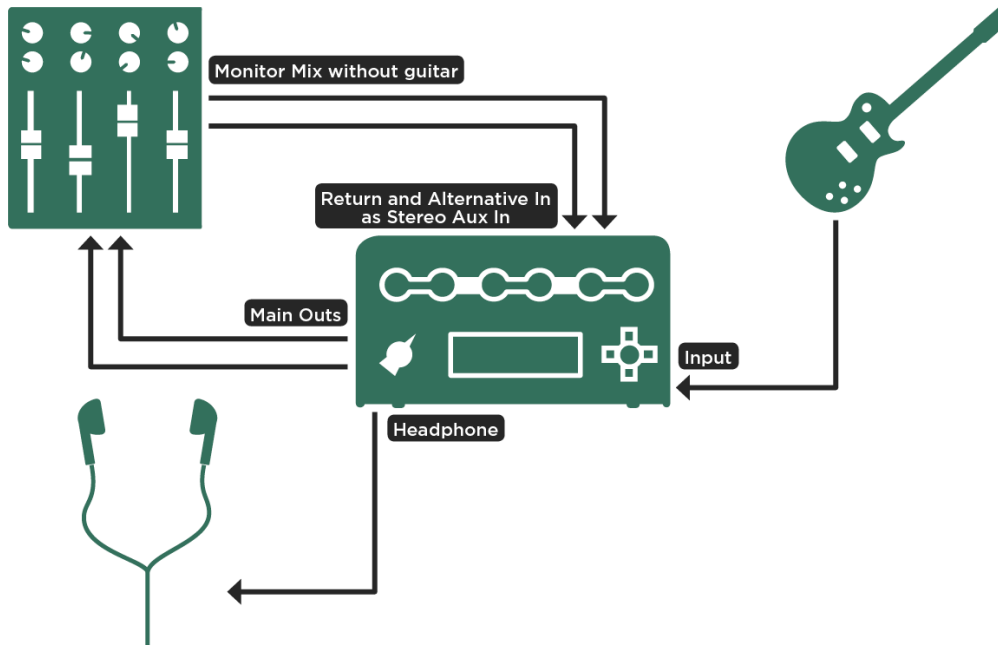 Monitor Mix without guitar
Return and Alternative In
as Stereo Aux In
Main Outs
Input
Headphone